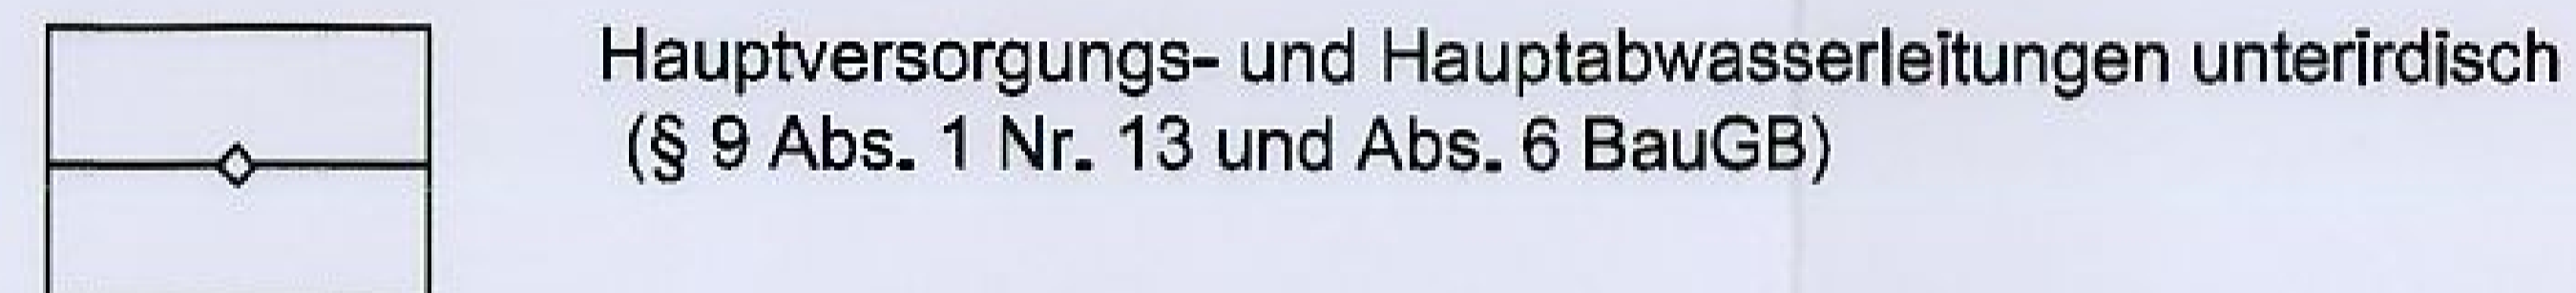 Hauptversorgungs- und Hauptabwasserleitungen unterirdisch
(§ 9 Abs. 1 Nr. 13 und Abs. 6 BauGB)